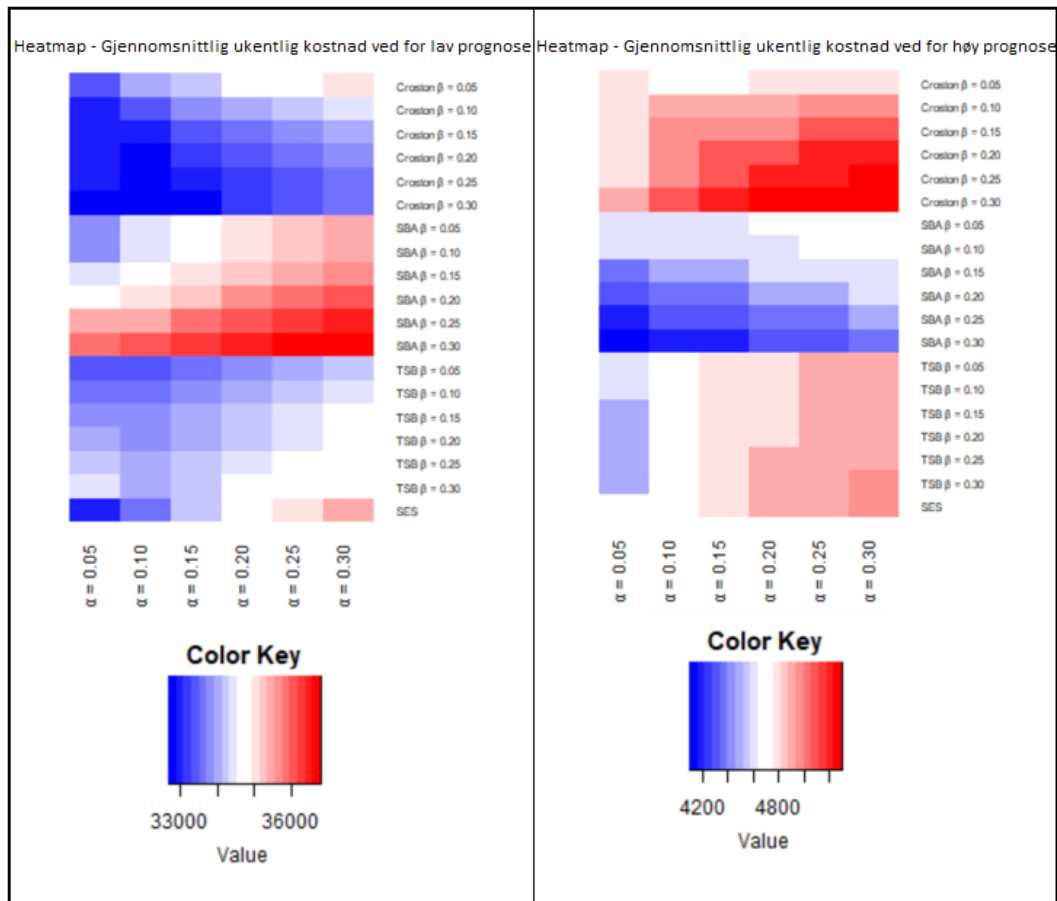 Heatmap - Gjennomsnittlig ukentlig kostnad ved for lav prognose
Croston β = 0.05
Croston β = 0.10
Croston β = 0.15
Croston β = 0.20
Croston β = 0.25
Croston β = 0.30
SBA β = 0.05
SBA β = 0.10
SBA β = 0.15
SBA β = 0.20
SBA β = 0.25
SBA β = 0.30
TSB β = 0.05
TSB β = 0.10
TSB β = 0.15
TSB β = 0.20
TSB β = 0.25
TSB β = 0.30
SES
α = 0.05
α = 0.10
α = 0.15
α = 0.20
α = 0.25
α = 0.30
Color Key
33000 36000
Value
Heatmap - Gjennomsnittlig ukentlig kostnad ved for høy prognose
Croston β = 0.05
Croston β = 0.10
Croston β = 0.15
Croston β = 0.20
Croston β = 0.25
Croston β = 0.30
SBA β = 0.05
SBA β = 0.10
SBA β = 0.15
SBA β = 0.20
SBA β = 0.25
SBA β = 0.30
TSB β = 0.05
TSB β = 0.10
TSB β = 0.15
TSB β = 0.20
TSB β = 0.25
TSB β = 0.30
SES
α = 0.05
α = 0.10
α = 0.15
α = 0.20
α = 0.25
α = 0.30
Color Key
4200 4800
Value